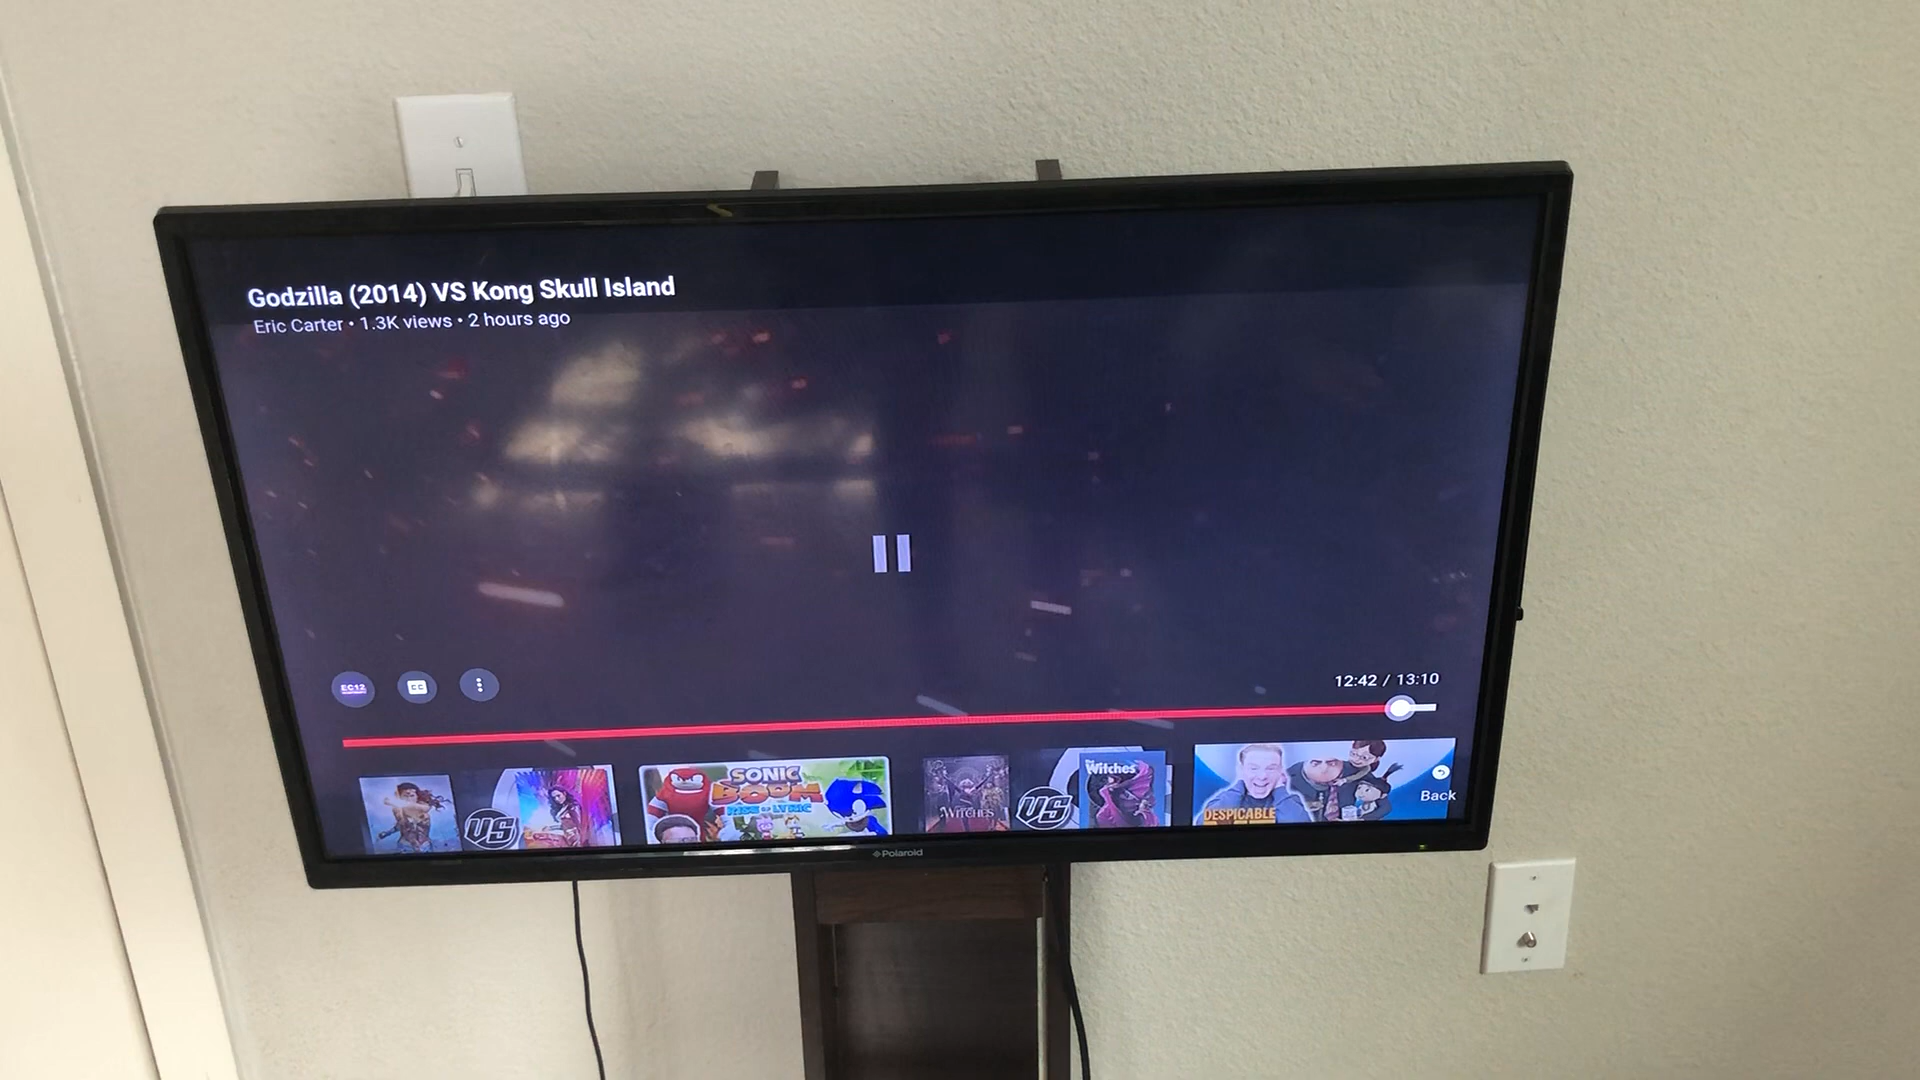 Godzilla (2014) VS Kong Skull Island
Eric Carter • 1.3K views • 2 hours ago
EC12
CC
12:42 / 13:10
VS
SONIC
BOOM
RISE OF LYRIC
WITCHES
VS
The
Witches
DESPICABLE
Back
Polaroid